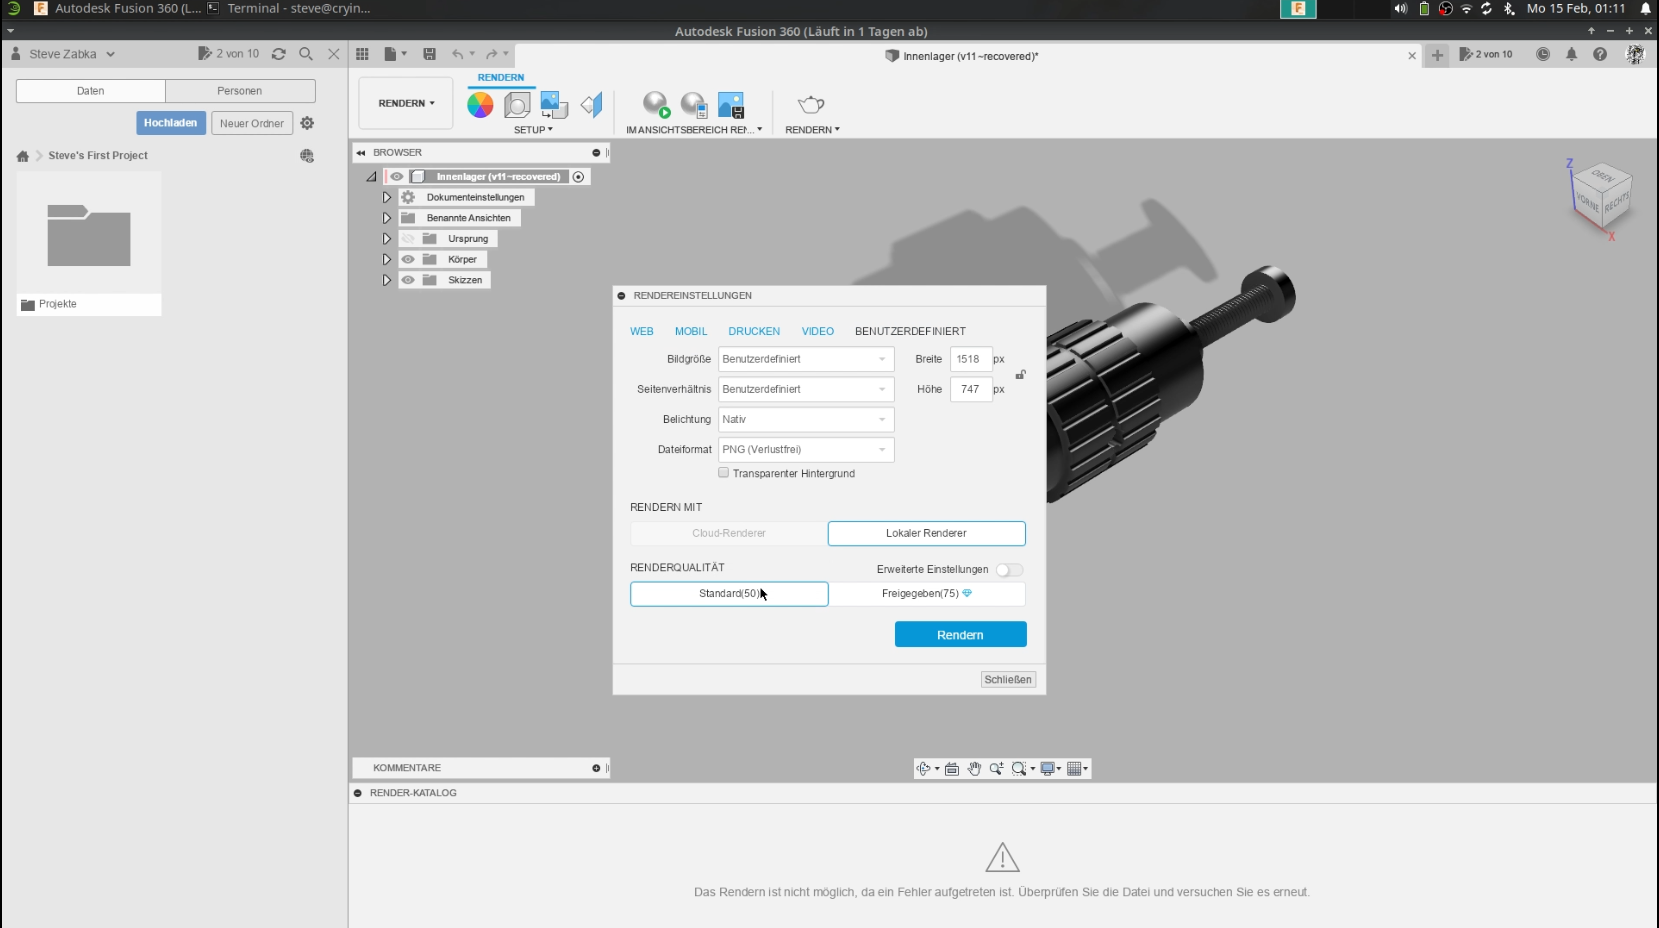 Autodesk Fusion 360 (L...
Terminal - steve@cryin...
Mo 15 Feb, 01:11
Autodesk Fusion 360 (Läuft in 1 Tagen ab)
Steve Zabka
2 von 10
Innenlager (v11~recovered)*
2 von 10
Daten
Personen
Hochladen
Neuer Ordner
Steve's First Project
Projekte
RENDERN
RENDERN
SETUP
IM ANSICHTSBEREICH REN...
RENDERN
BROWSER
Innenlager (v11~recovered)
Dokumenteinstellungen
Benannte Ansichten
Ursprung
Körper
Skizzen
Z
OBEN
VORNE
RECHTS
X
RENDEREINSTELLUNGEN
WEB
MOBIL
DRUCKEN
VIDEO
BENUTZERDEFINIERT
Bildgröße
Benutzerdefiniert
Breite
1518
px
Seitenverhältnis
Benutzerdefiniert
Höhe
747
px
Belichtung
Nativ
Dateiformat
PNG (Verlustfrei)
Transparenter Hintergrund
RENDERN MIT
Cloud-Renderer
Lokaler Renderer
RENDERQUALITÄT
Erweiterte Einstellungen
Standard(50)
Freigegeben(75)
Rendern
Schließen
KOMMENTARE
RENDER-KATALOG
Das Rendern ist nicht möglich, da ein Fehler aufgetreten ist. Überprüfen Sie die Datei und versuchen Sie es erneut.